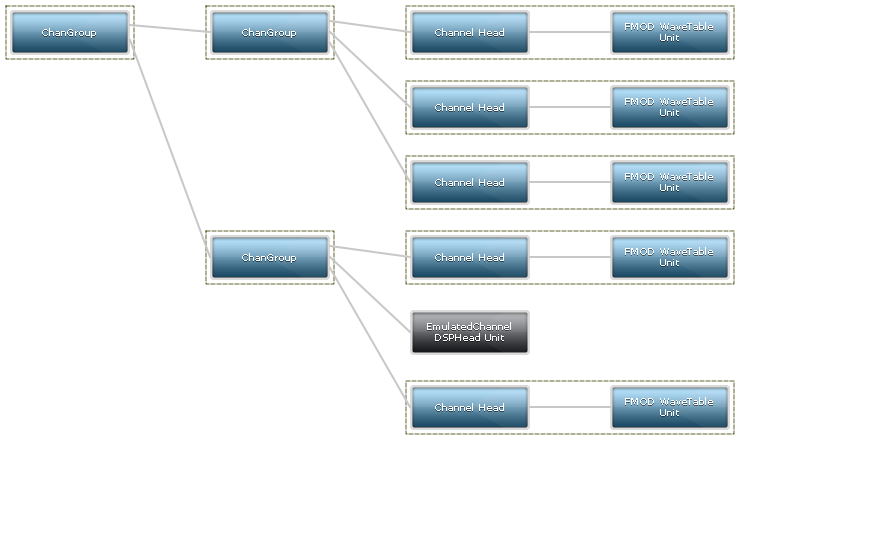 ChanGroup
ChanGroup
Channel Head
FMOD WaveTable
Unit
Channel Head
FMOD WaveTable
Unit
Channel Head
FMOD WaveTable
Unit
ChanGroup
Channel Head
FMOD WaveTable
Unit
EmulatedChannel
DSPHead Unit
Channel Head
FMOD WaveTable
Unit